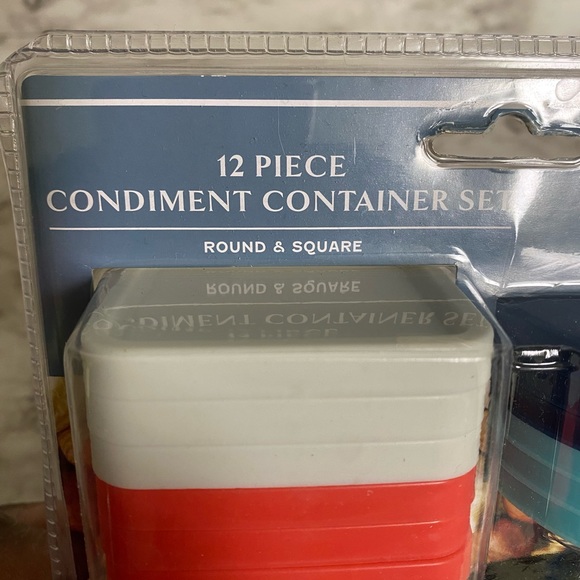 12 PIECE
CONDIMENT CONTAINER SET
ROUND & SQUARE